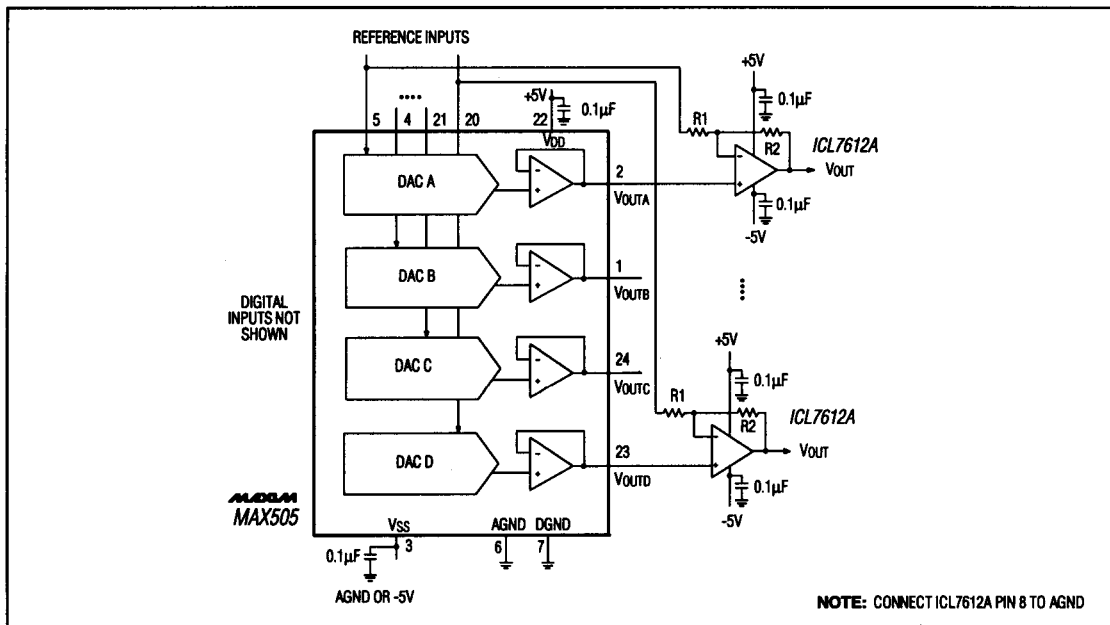 REFERENCE INPUTS
5 4 21 20
+5V
0.1µF
22
VDD
DAC A
2
VOUTA
R1
+5V
0.1µF
R2
ICL7612A
VOUT
0.1µF
-5V
DAC B
1
VOUTB
DIGITAL
INPUTS NOT
SHOWN
DAC C
24
VOUTC
R1
+5V
0.1µF
R2
ICL7612A
VOUT
0.1µF
-5V
DAC D
23
VOUTD
MAXIM
MAX505
VSS
AGND
DGND
3
6
7
0.1µF
AGND OR -5V
NOTE: CONNECT ICL7612A PIN 8 TO AGND